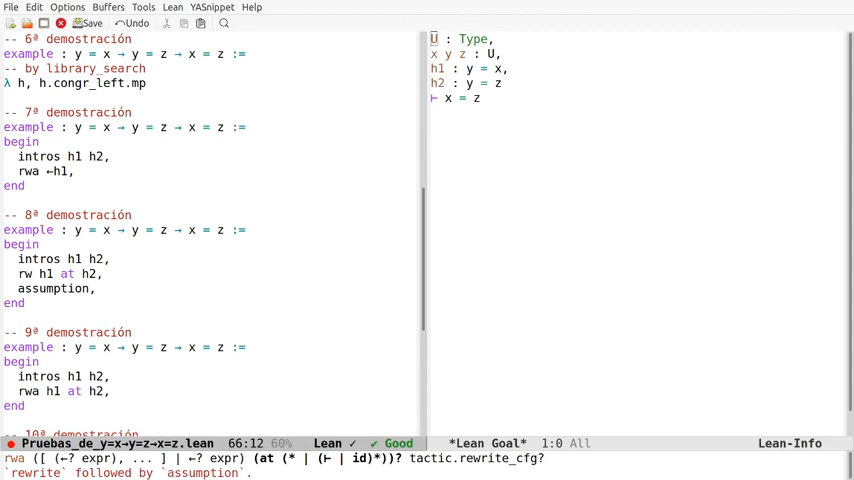 File Edit Options Buffers Tools Lean YASnippet Help
Save Undo
-- 6ª demostración
example : y = x → y = z → x = z :=
-- by library_search
λ h, h.congr_left.mp
-- 7ª demostración
example : y = x → y = z → x = z :=
begin
intros h1 h2,
rwa ←h1,
end
-- 8ª demostración
example : y = x → y = z → x = z :=
begin
intros h1 h2,
rw h1 at h2,
assumption,
end
-- 9ª demostración
example : y = x → y = z → x = z :=
begin
intros h1 h2,
rwa h1 at h2,
end
-- 10ª demostración
U : Type,
x y z : U,
h1 : y = x,
h2 : y = z
⊢ x = z
Pruebas_de_y=x→y=z→x=z.lean 66:12 60% Lean ✓ ✔ Good
*Lean Goal* 1:0 All Lean-Info
rwa ([ (←? expr), ... ] | ←? expr) (at (* | (⊢ | id)*))? tactic.rewrite_cfg?
`rewrite` followed by `assumption`.